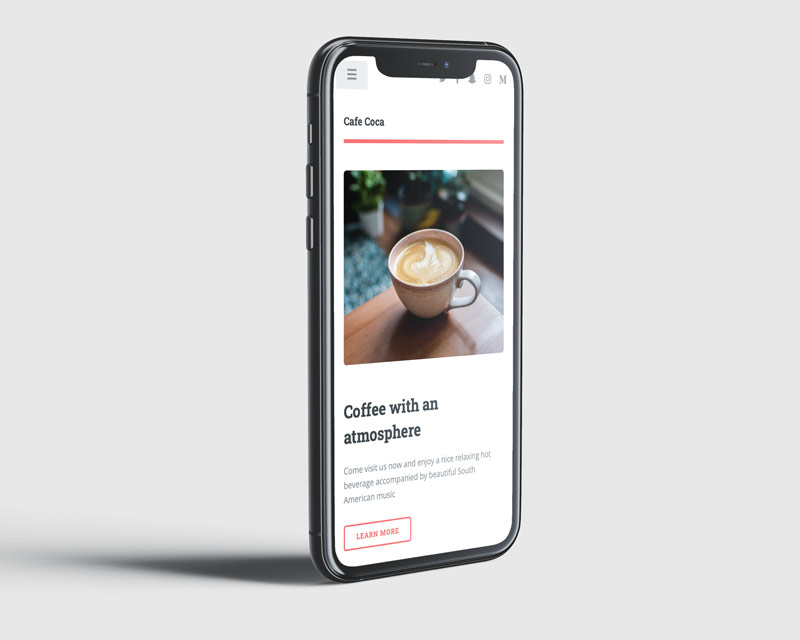 Cafe Coca
Coffee with an
atmosphere
Come visit us now and enjoy a nice relaxing hot
beverage accompanied by beautiful South
American music
LEARN MORE